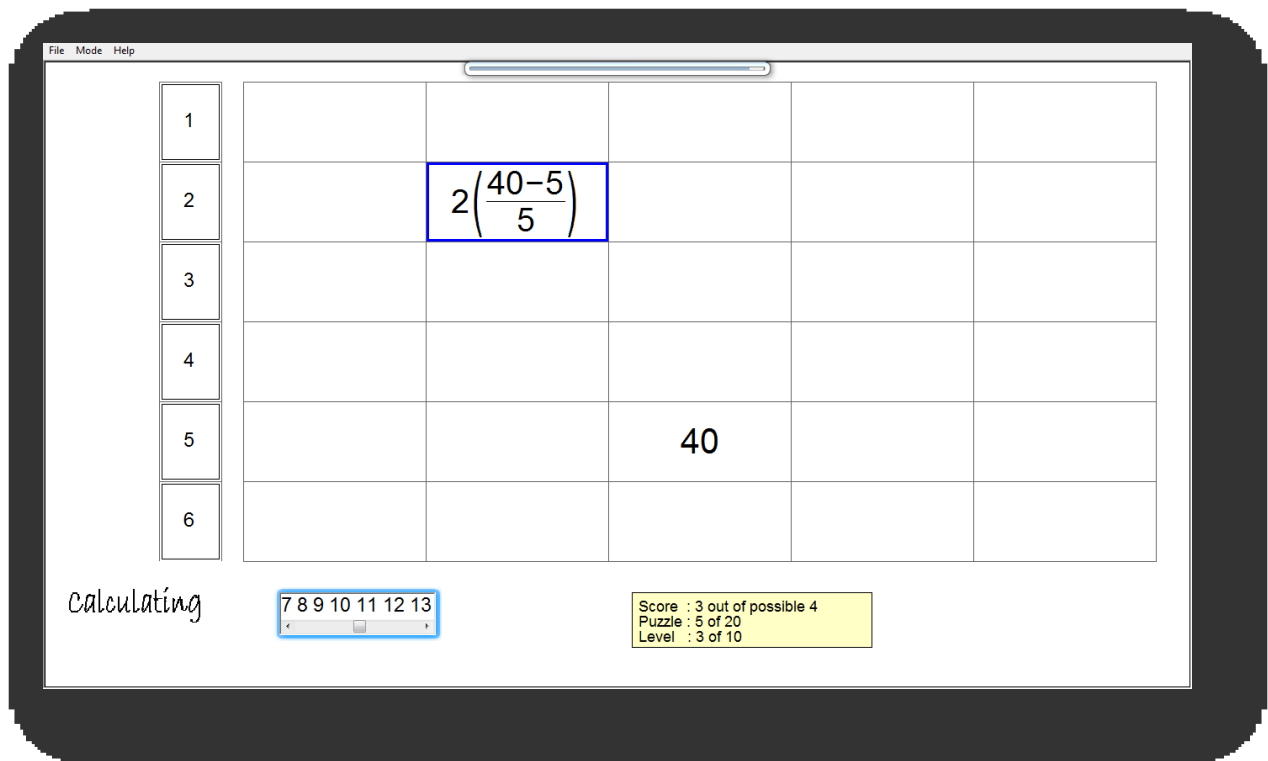 File Mode Help
1
2
2(40−5/5)
3
4
5
40
6
Calculating
7 8 9 10 11 12 13
Score : 3 out of possible 4
Puzzle : 5 of 20
Level : 3 of 10